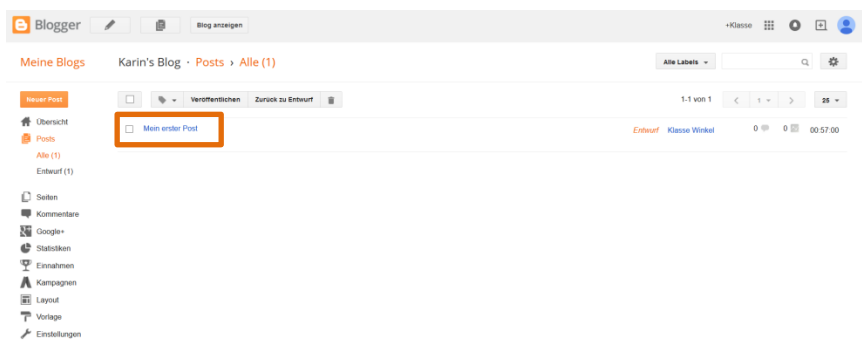 Blogger Blog anzeigen +Klasse
Meine Blogs Karin's Blog · Posts › Alle (1) Alle Labels
Neuer Post Veröffentlichen Zurück zu Entwurf 1-1 von 1 1 25
Übersicht
Mein erster Post Entwurf Klasse Winkel 0 0 00:57:00
Posts
Alle (1)
Entwurf (1)
Seiten
Kommentare
Google+
Statistiken
Einnahmen
Kampagnen
Layout
Vorlage
Einstellungen